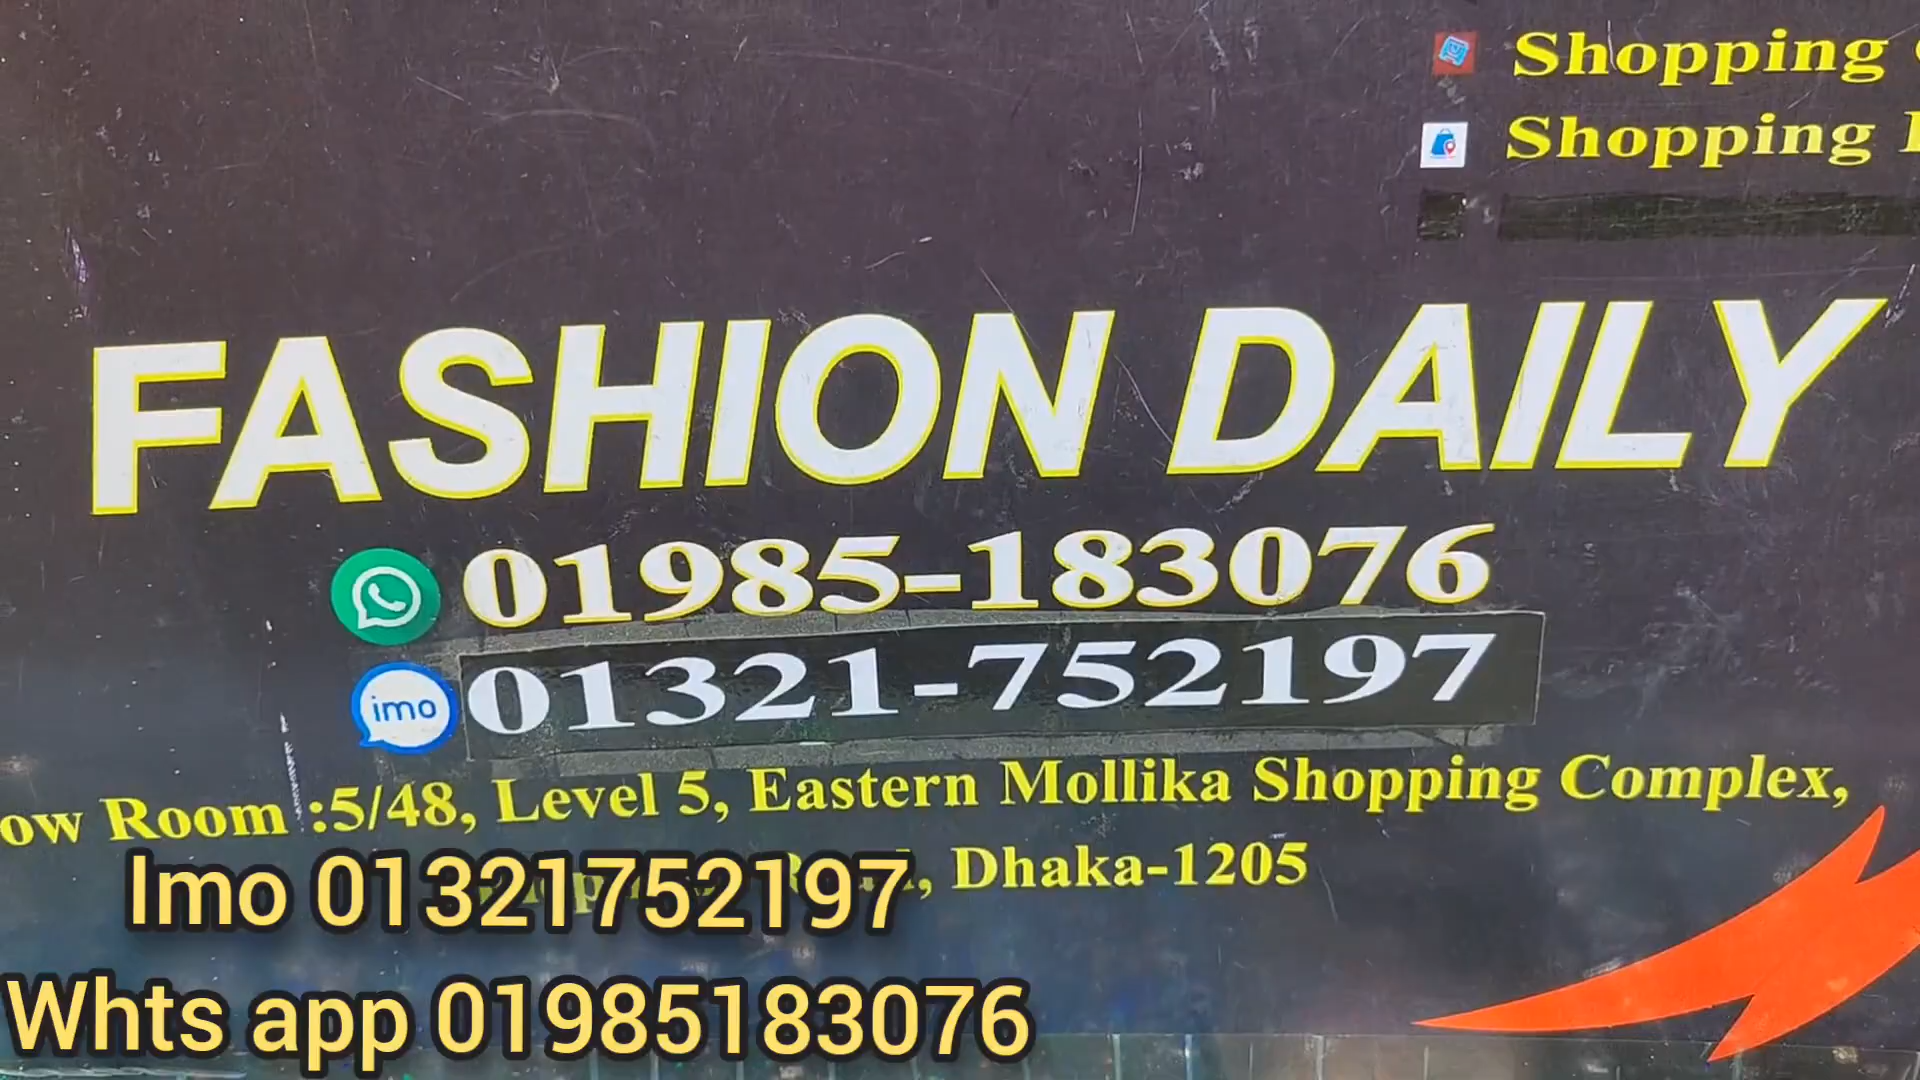 Shopping
Shopping
FASHION DAILY
01985-183076
imo 01321-752197
ow Room :5/48, Level 5, Eastern Mollika Shopping Complex,
Dhaka-1205
Imo 01321752197
Whts app 01985183076